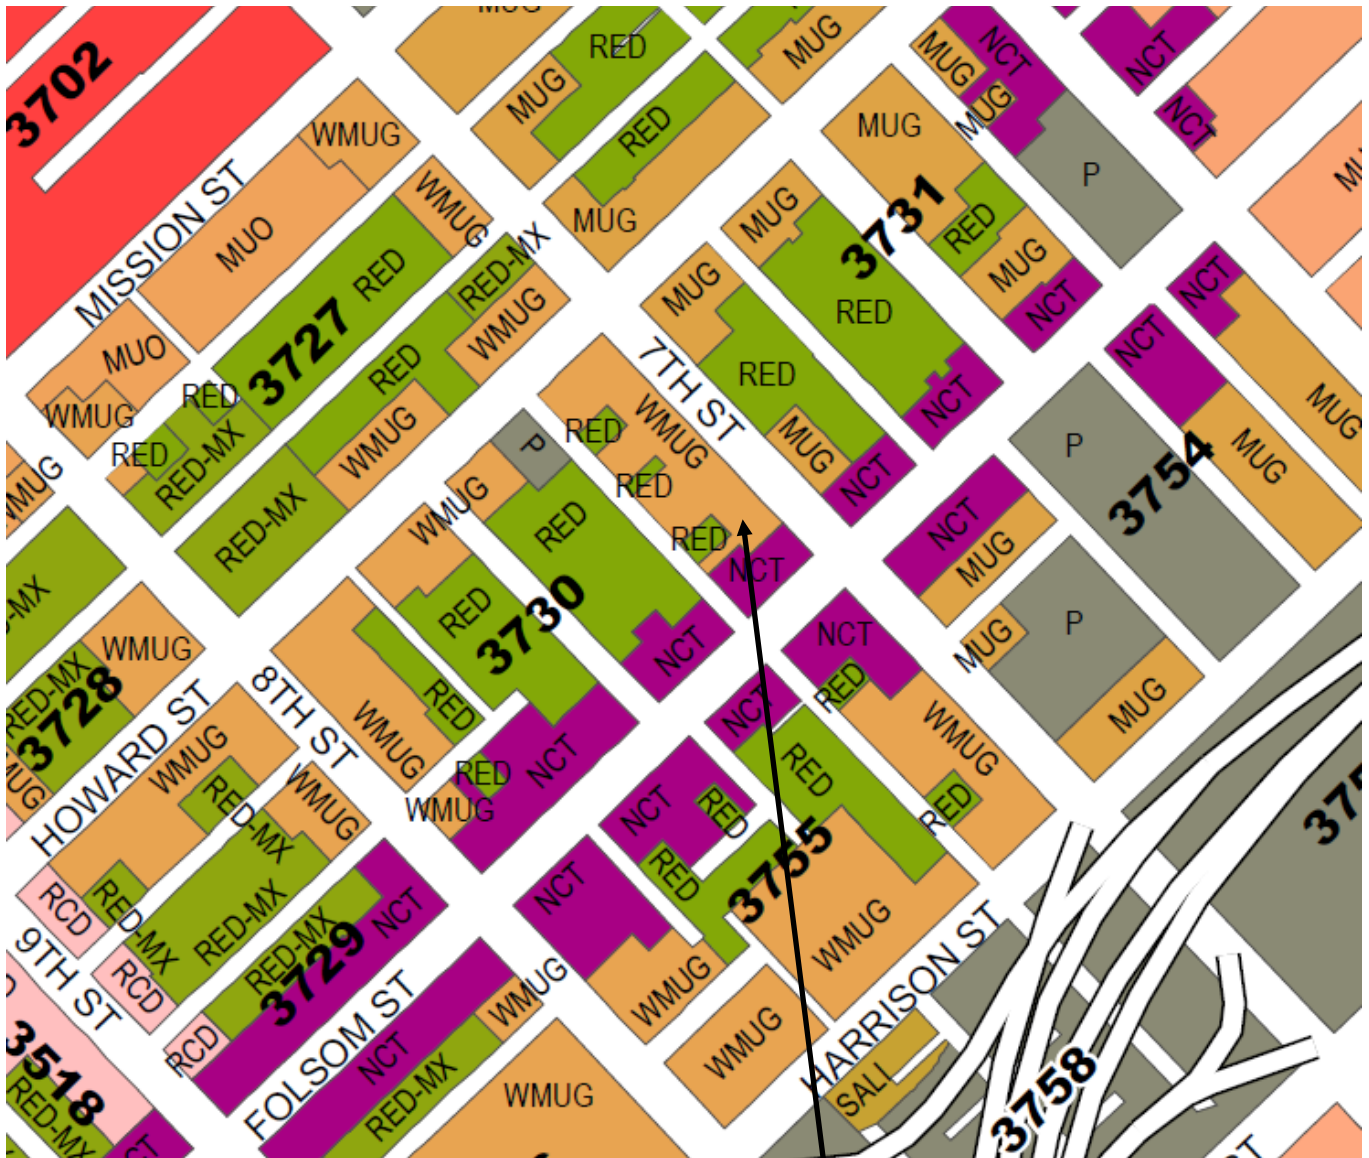 MUG
RED
MUG
NCT
3702
MUG
NCT
WMUG
MUG
RED
MUG
MUG
NCT
P
MISSION ST
MUO
WMUG
RED
RED-MX
MUG
MUG
3731
RED
MUG
NCT
NCT
MUO
3727
RED
WMUG
MUG
RED
7TH ST
NCT
WMUG
RED
RED
RED-MX
RED
WMUG
RED
WMUG
RED
MUG
NCT
NCT
P
3754
MUG
MUG
RED-MX
WMUG
P
RED
RED
RED
NCT
NCT
MUG
WMUG
RED-MX
3728
HOWARD ST
8TH ST
RED
3730
NCT
NCT
RED
MUG
P
MUG
WMUG
RED-MX
WMUG
WMUG
RED
RED
WMUG
NCT
NCT
RED
WMUG
RED
RCD
RED-MX
RED-MX
RED-MX
NCT
NCT
NCT
RED
RED
3755
WMUG
9TH ST
RCD
RCD
3729
FOLSOM ST
NCT
WMUG
WMUG
WMUG
HARRISON ST
3518
RED-MX
RED-MX
WMUG
SALI
3758